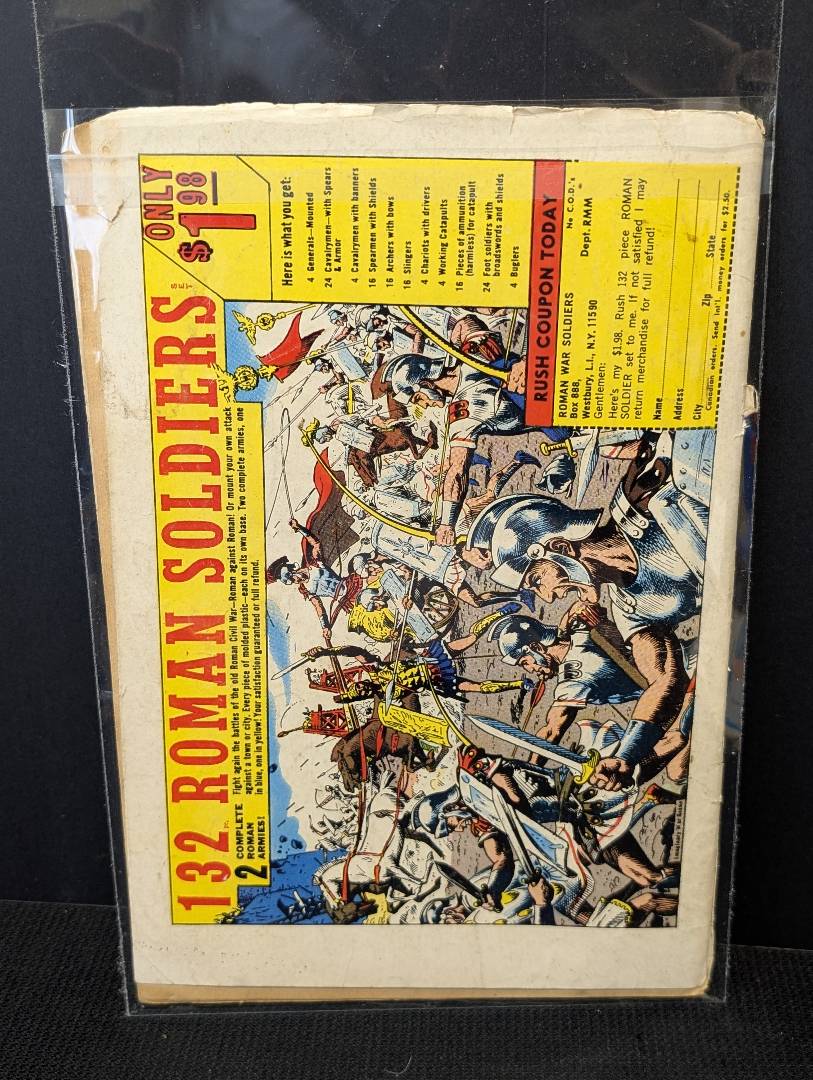 132 PC. ROMAN SOLDIERS SET
ONLY
$1.98
2 COMPLETE
ROMAN
ARMIES!
Fight again the battles of the old Roman Civil War—Roman against Roman! Or mount your own attack
against a town or city. Every piece of molded plastic—each on its own base. Two complete armies, one
in blue, one in yellow! Your satisfaction guaranteed or full refund.
Here is what you get:
4 Generals—Mounted
24 Cavalrymen—with Spears
& Armor
4 Cavalrymen with banners
16 Spearmen with Shields
16 Archers with bows
16 Slingers
4 Chariots with drivers
4 Working Catapults
16 Pieces of ammunition
(harmless) for catapult
24 Foot soldiers with
broadswords and shields
4 Buglers
RUSH COUPON TODAY
ROMAN WAR SOLDIERS No C.O.D.'s
Box 888,
Westbury, L.I., N.Y. 11590 Dept. RMM
Gentlemen:
Here's my $1.98. Rush 132 piece ROMAN
SOLDIER set to me. If not satisfied I may
return merchandise for full refund!
Name
Address
City Zip State
Canadian orders. Send Int'l. money orders for $2.50.